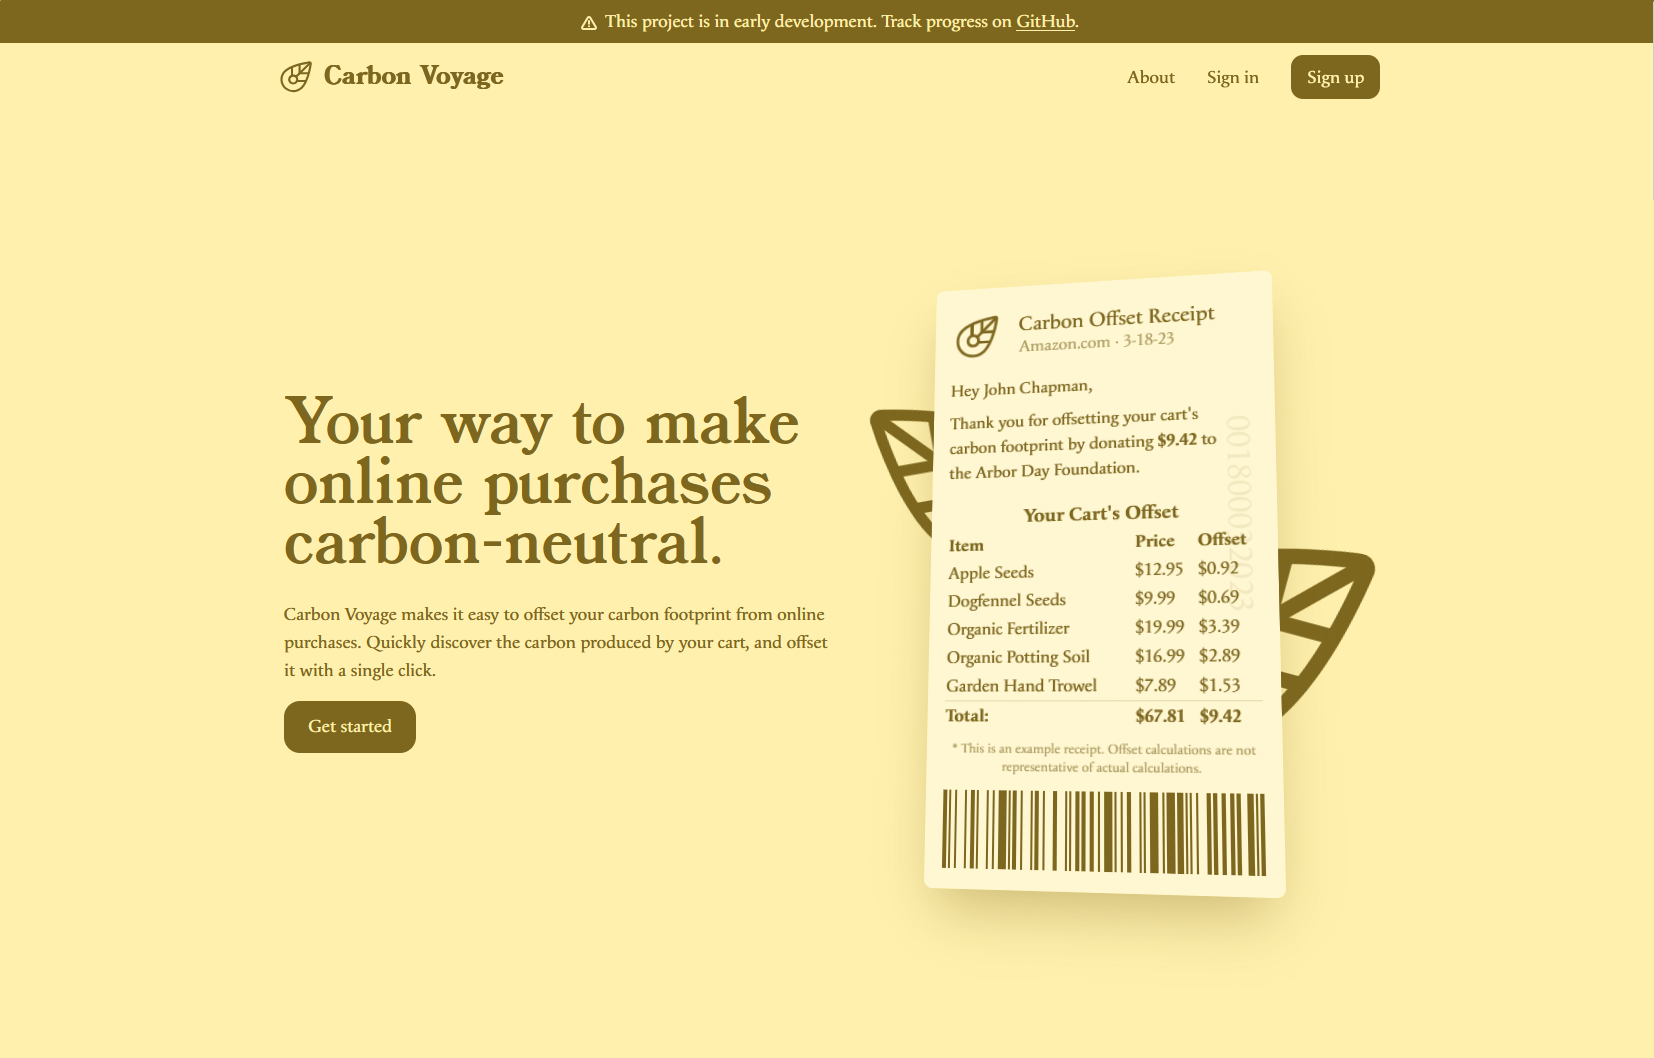 This project is in early development. Track progress on GitHub.
Carbon Voyage
About
Sign in
Sign up
Your way to make
online purchases
carbon-neutral.
Carbon Voyage makes it easy to offset your carbon footprint from online
purchases. Quickly discover the carbon produced by your cart, and offset
it with a single click.
Get started
Carbon Offset Receipt
Amazon.com · 3-18-23
Hey John Chapman,
Thank you for offsetting your cart's
carbon footprint by donating $9.42 to
the Arbor Day Foundation.
Your Cart's Offset
Item Price Offset
Apple Seeds $12.95 $0.92
Dogfennel Seeds $9.99 $0.69
Organic Fertilizer $19.99 $3.39
Organic Potting Soil $16.99 $2.89
Garden Hand Trowel $7.89 $1.53
Total: $67.81 $9.42
* This is an example receipt. Offset calculations are not
representative of actual calculations.